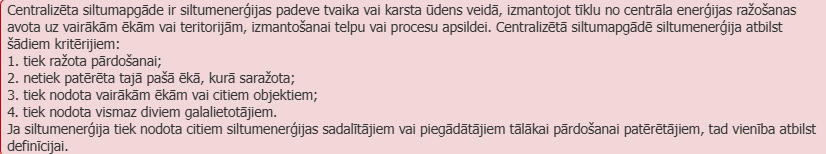 Centralizēta siltumapgāde ir siltumenerģijas padeve tvaika vai karsta ūdens veidā, izmantojot tīklu no centrāla enerģijas ražošanas
avota uz vairākām ēkām vai teritorijām, izmantošanai telpu vai procesu apsildei. Centralizētā siltumapgādē siltumenerģija atbilst
šādiem kritērijiem:
1. tiek ražota pārdošanai;
2. netiek patērēta tajā pašā ēkā, kurā saražota;
3. tiek nodota vairākām ēkām vai citiem objektiem;
4. tiek nodota vismaz diviem galalietotājiem.
Ja siltumenerģija tiek nodota citiem siltumenerģijas sadalītājiem vai piegādātājiem tālākai pārdošanai patērētājiem, tad vienība atbilst
definīcijai.